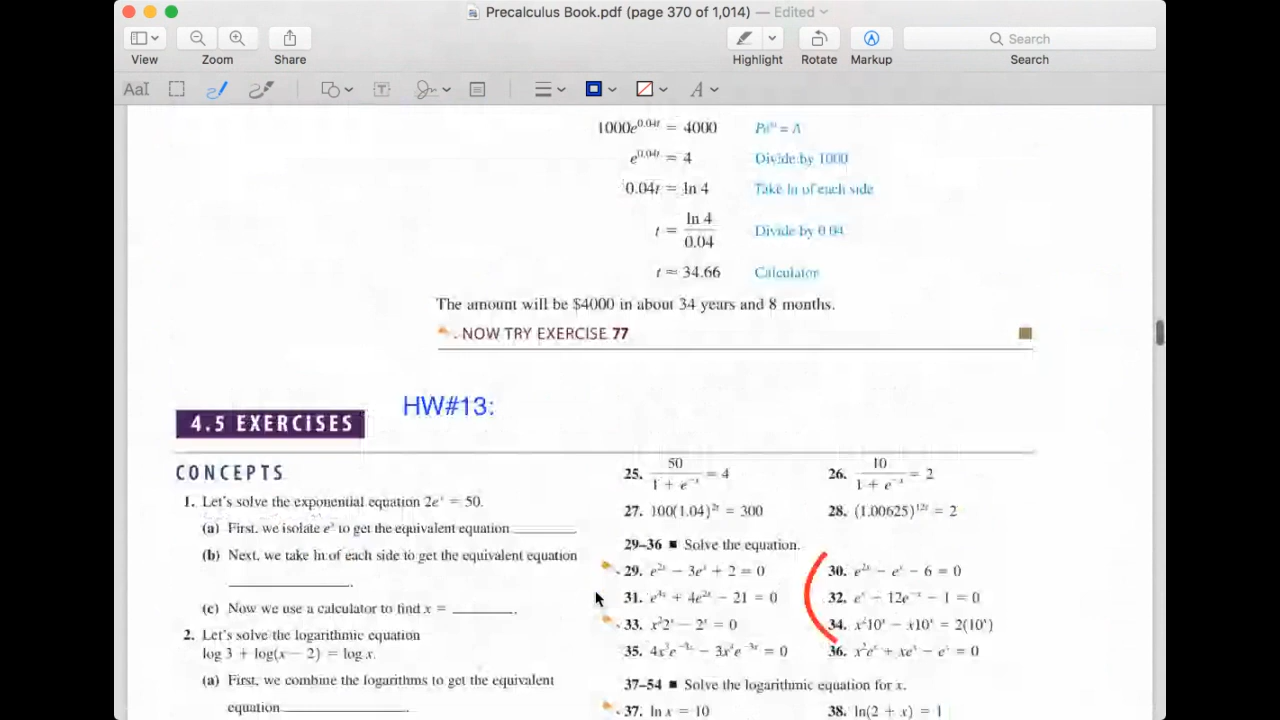 Precalculus Book.pdf (page 370 of 1,014) — Edited
View Zoom Share Highlight Rotate Markup Search
Search
AaI T A
1000e^0.04t = 4000 Pe^rt = A
e^0.04t = 4 Divide by 1000
0.04t = ln 4 Take ln of each side
t = ln 4 / 0.04 Divide by 0.04
t ≈ 34.66 Calculator
The amount will be $4000 in about 34 years and 8 months.
. NOW TRY EXERCISE 77
HW#13:
4.5 EXERCISES
CONCEPTS
1. Let's solve the exponential equation 2e^x = 50.
(a) First, we isolate e^x to get the equivalent equation ________
(b) Next, we take ln of each side to get the equivalent equation
____________.
(c) Now we use a calculator to find x = ________.
2. Let's solve the logarithmic equation
log 3 + log(x − 2) = log x.
(a) First, we combine the logarithms to get the equivalent
equation ____________.
25. 50 / (1 + e^−x) = 4 26. 10 / (1 + e^−x) = 2
27. 100(1.04)^2t = 300 28. (1.00625)^12t = 2
29–36 ■ Solve the equation.
29. e^2x − 3e^x + 2 = 0 30. e^2x − e^x − 6 = 0
31. e^4x + 4e^2x − 21 = 0 32. e^x − 12e^−x − 1 = 0
33. x^2 2^x − 2^x = 0 34. x^2 10^x − x10^x = 2(10^x)
35. 4x^3 e^−3x − 3x^4 e^−3x = 0 36. x^2 e^x + xe^x − e^x = 0
37–54 ■ Solve the logarithmic equation for x.
37. ln x = 10 38. ln(2 + x) = 1